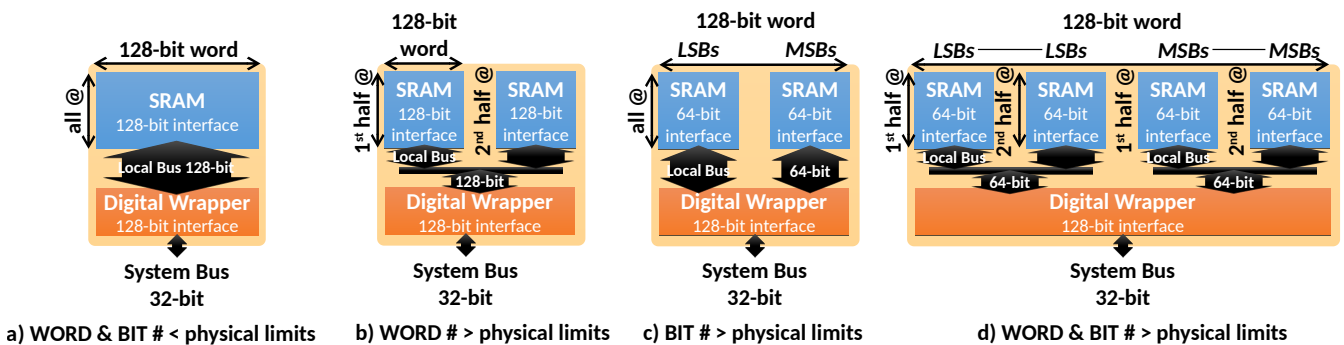 128-bit word
all @
SRAM
128-bit interface
Local Bus 128-bit
Digital Wrapper
128-bit interface
System Bus
32-bit
a) WORD & BIT # < physical limits
128-bit
word
1st half @
SRAM
128-bit
interface
2nd half @
SRAM
128-bit
interface
Local Bus
128-bit
Digital Wrapper
128-bit interface
System Bus
32-bit
b) WORD # > physical limits
128-bit word
LSBs
MSBs
all @
SRAM
64-bit
interface
SRAM
64-bit
interface
Local Bus
64-bit
Digital Wrapper
128-bit interface
System Bus
32-bit
c) BIT # > physical limits
128-bit word
LSBs
LSBs
MSBs
MSBs
1st half @
SRAM
64-bit
interface
2nd half @
SRAM
64-bit
interface
1st half @
SRAM
64-bit
interface
2nd half @
SRAM
64-bit
interface
Local Bus
64-bit
Local Bus
64-bit
Digital Wrapper
128-bit interface
System Bus
32-bit
d) WORD & BIT # > physical limits